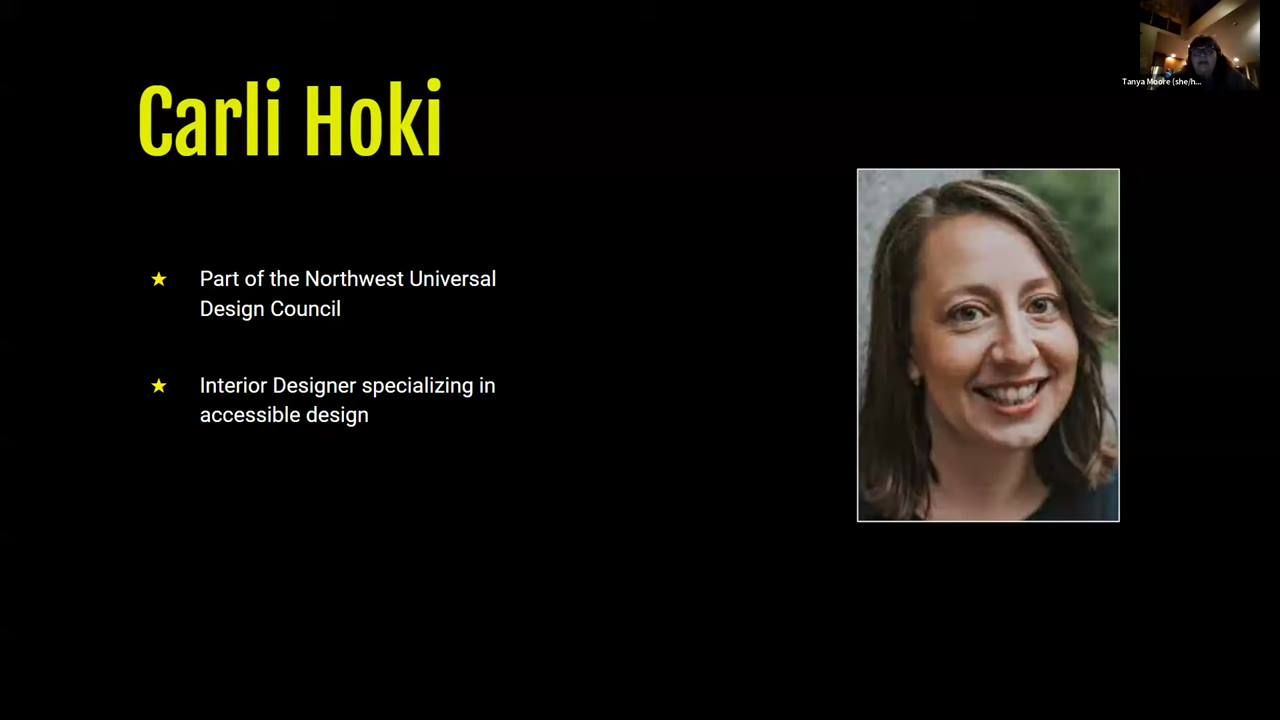 Tanya Moore (she/h...
Carli Hoki
★ Part of the Northwest Universal
Design Council
★ Interior Designer specializing in
accessible design